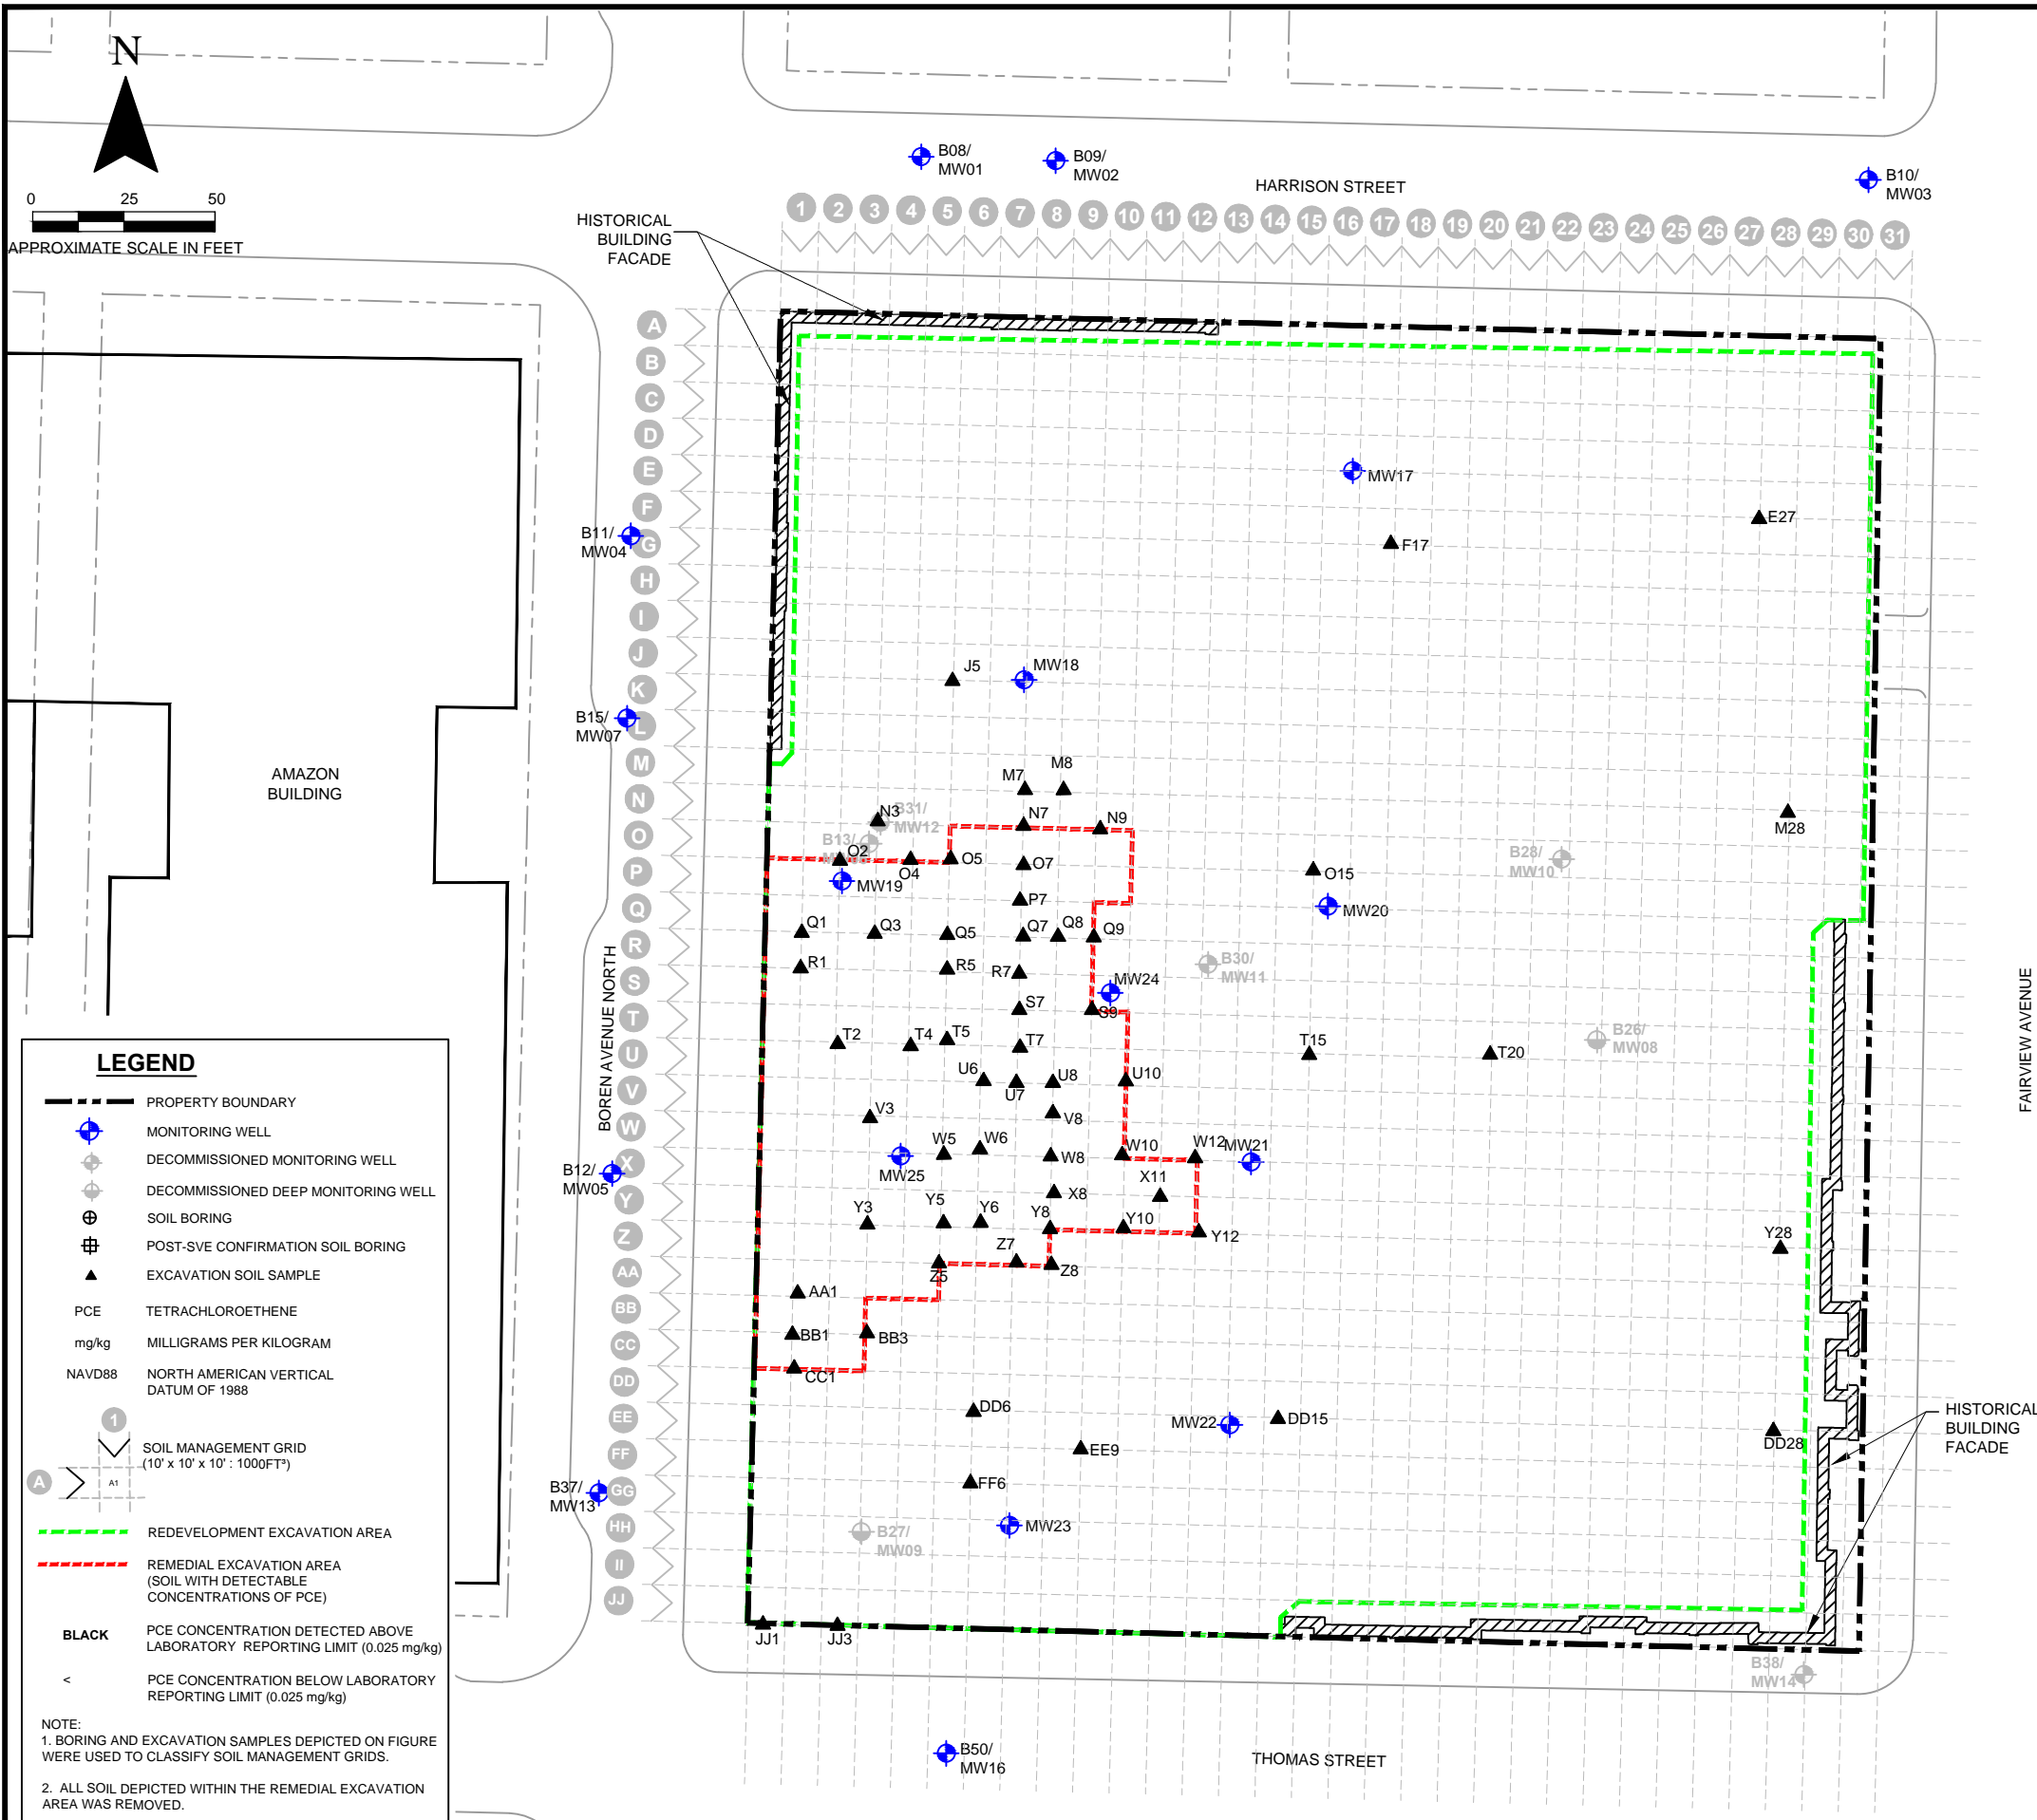 N
0 25 50
APPROXIMATE SCALE IN FEET
B08/
MW01
B09/
MW02
HARRISON STREET
B10/
MW03
HISTORICAL
BUILDING
FACADE
1 2 3 4 5 6 7 8 9 10 11 12 13 14 15 16 17 18 19 20 21 22 23 24 25 26 27 28 29 30 31
A
B
C
D
E
F
G
H
I
J
K
L
M
N
O
P
Q
R
S
T
U
V
W
X
Y
Z
AA
BB
CC
DD
EE
FF
GG
HH
II
JJ
MW17
E27
F17
B11/
MW04
J5
MW18
B15/
MW07
AMAZON
BUILDING
M7
M8
N3
B31/
MW12
N7
N9
M28
B13/
O2
O4
O5
O7
O15
B28/
MW10
MW19
P7
MW20
Q1
Q3
Q5
Q7
Q8
Q9
R1
R5
R7
B30/
MW11
MW24
S7
S9
BOREN AVENUE NORTH
FAIRVIEW AVENUE
T2
T4
T5
T7
T15
T20
B26/
MW08
U6
U7
U8
U10
V3
V8
W5
W6
W8
W10
W12
MW21
MW25
B12/
MW05
X8
X11
Y3
Y5
Y6
Y8
Y10
Y12
Y28
Z5
Z7
Z8
AA1
BB1
BB3
CC1
DD6
MW22
DD15
DD28
HISTORICAL
BUILDING
FACADE
EE9
FF6
B37/
MW13
B27/
MW09
MW23
JJ1
JJ3
B38/
MW14
B50/
MW16
THOMAS STREET
LEGEND
PROPERTY BOUNDARY
MONITORING WELL
DECOMMISSIONED MONITORING WELL
DECOMMISSIONED DEEP MONITORING WELL
SOIL BORING
POST-SVE CONFIRMATION SOIL BORING
EXCAVATION SOIL SAMPLE
PCE TETRACHLOROETHENE
mg/kg MILLIGRAMS PER KILOGRAM
NAVD88 NORTH AMERICAN VERTICAL
DATUM OF 1988
1
A
A1
SOIL MANAGEMENT GRID
(10' x 10' x 10' : 1000FT³)
REDEVELOPMENT EXCAVATION AREA
REMEDIAL EXCAVATION AREA
(SOIL WITH DETECTABLE
CONCENTRATIONS OF PCE)
BLACK PCE CONCENTRATION DETECTED ABOVE
LABORATORY REPORTING LIMIT (0.025 mg/kg)
< PCE CONCENTRATION BELOW LABORATORY
REPORTING LIMIT (0.025 mg/kg)
NOTE:
1. BORING AND EXCAVATION SAMPLES DEPICTED ON FIGURE
WERE USED TO CLASSIFY SOIL MANAGEMENT GRIDS.
2. ALL SOIL DEPICTED WITHIN THE REMEDIAL EXCAVATION
AREA WAS REMOVED.